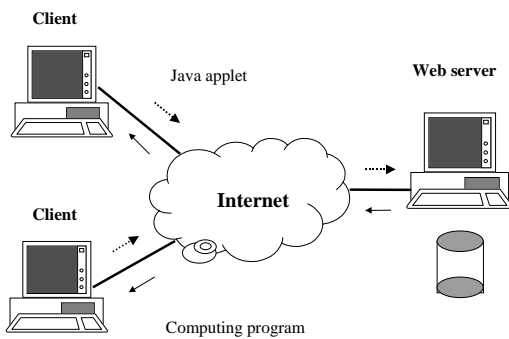 Client
Java applet
Web server
Internet
Client
Computing program